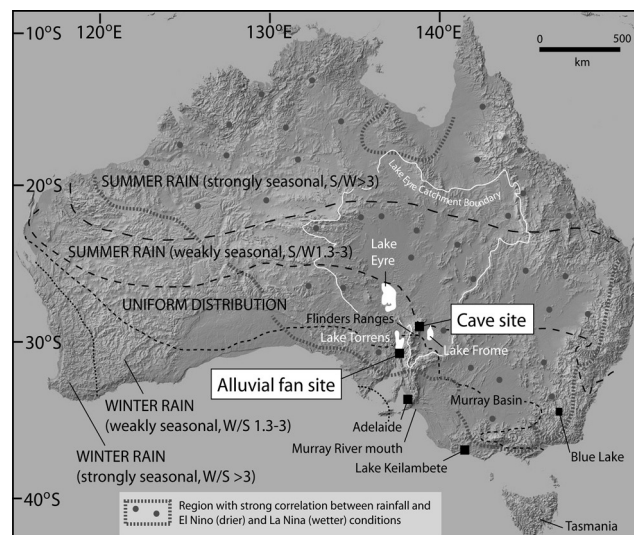 10°S
120°E
130°E
140°E
0
500
km
SUMMER RAIN (strongly seasonal, S/W>3)
Lake Eyre Catchment Boundary
20°S
SUMMER RAIN (weakly seasonal, S/W1.3-3)
Lake
Eyre
UNIFORM DISTRIBUTION
Cave site
Flinders Ranges
30°S
Lake Torrens
Lake Frome
Alluvial fan site
WINTER RAIN
(weakly seasonal, W/S 1.3-3)
Murray Basin
Adelaide
Murray River mouth
WINTER RAIN
(strongly seasonal, W/S >3)
Lake Keilambete
Blue Lake
40°S
Region with strong correlation between rainfall and
El Nino (drier) and La Nina (wetter) conditions
Tasmania